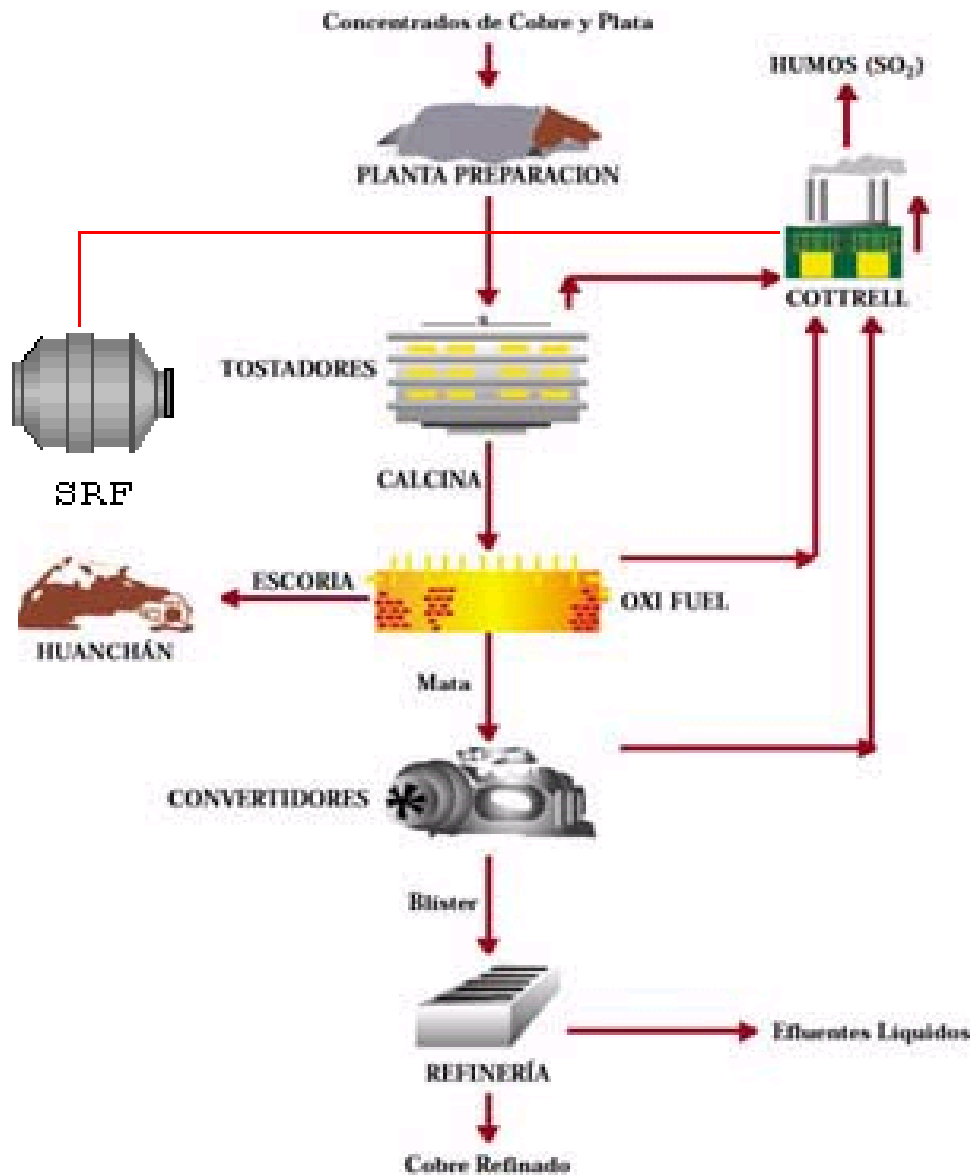 Concentrados de Cobre y Plata
HUMOS (SO₂)
PLANTA PREPARACION
COTTRELL
TOSTADORES
CALCINA
SRF
ESCORIA
OXI FUEL
HUANCHÁN
Mata
CONVERTIDORES
Blíster
Efluentes Líquidos
REFINERÍA
Cobre Refinado